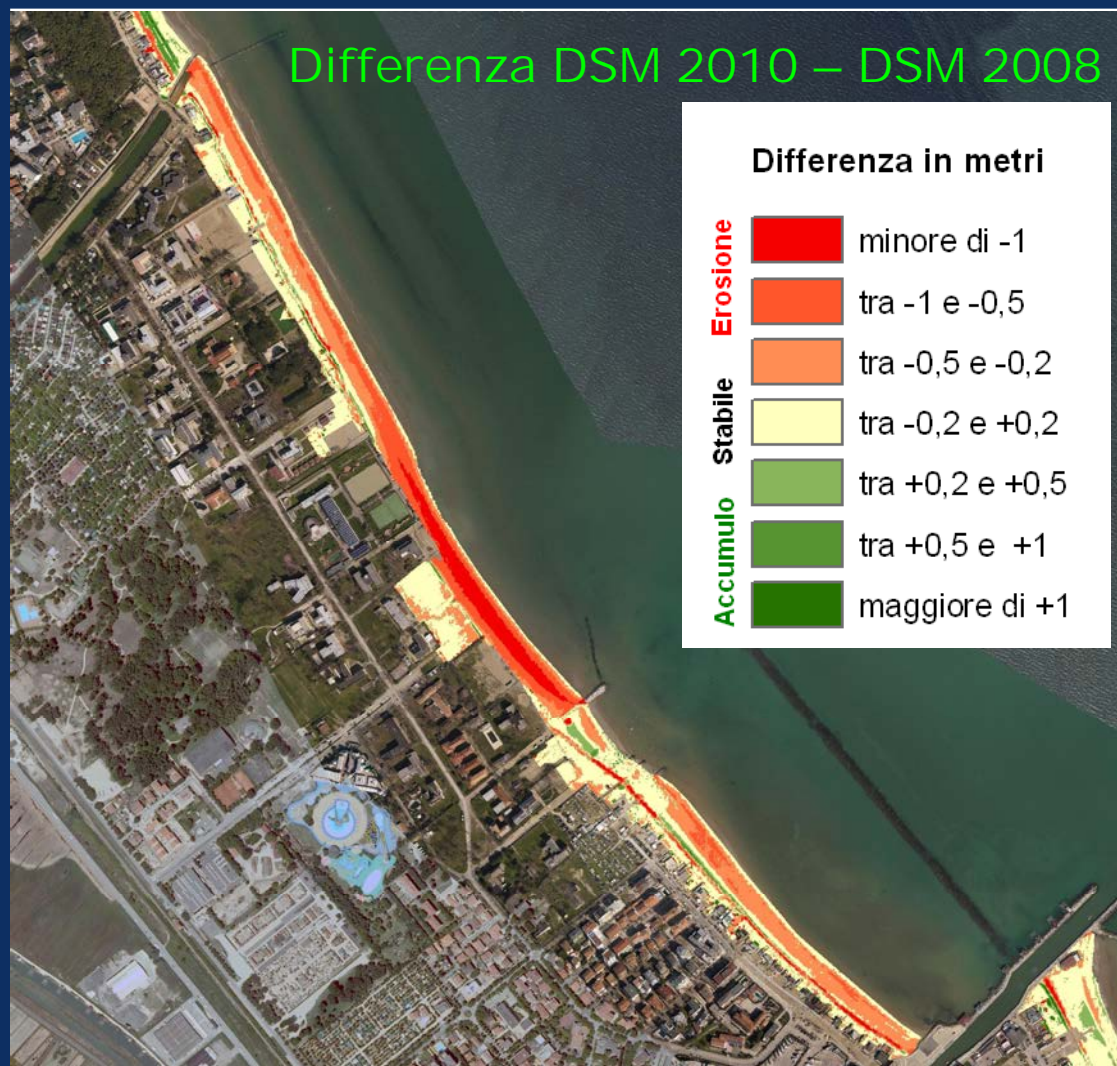 Differenza DSM 2010 – DSM 2008
Differenza in metri
Erosione
minore di -1
tra -1 e -0,5
tra -0,5 e -0,2
Stabile
tra -0,2 e +0,2
Accumulo
tra +0,2 e +0,5
tra +0,5 e +1
maggiore di +1